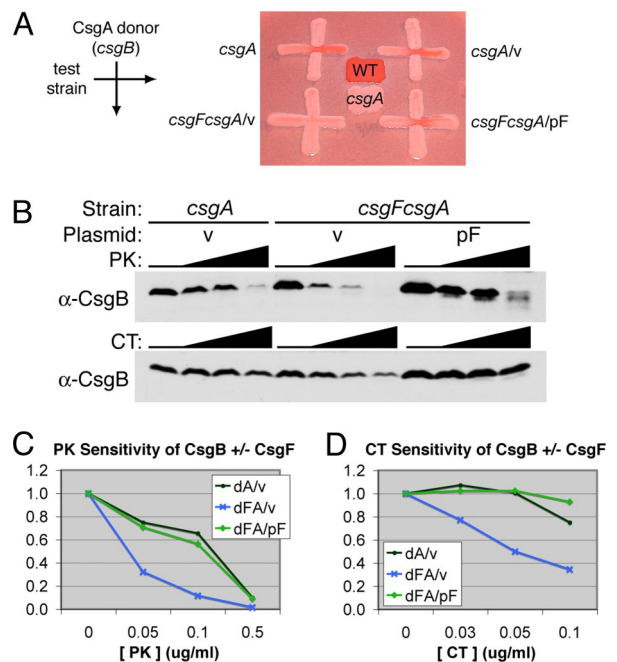 A
CsgA donor
(csgB)
test
strain
csgA
WT
csgA
csgA/v
csgFcsgA/v
csgFcsgA/pF
B
Strain: csgA csgFcsgA
Plasmid: v v pF
PK:
α-CsgB
CT:
α-CsgB
C PK Sensitivity of CsgB +/- CsgF
1.2
1.0
0.8
0.6
0.4
0.2
0.0
dA/v
dFA/v
dFA/pF
0 0.05 0.1 0.5
[ PK ] (ug/ml)
D CT Sensitivity of CsgB +/- CsgF
1.2
1.0
0.8
0.6
0.4
0.2
0.0
dA/v
dFA/v
dFA/pF
0 0.03 0.05 0.1
[ CT ] (ug/ml)